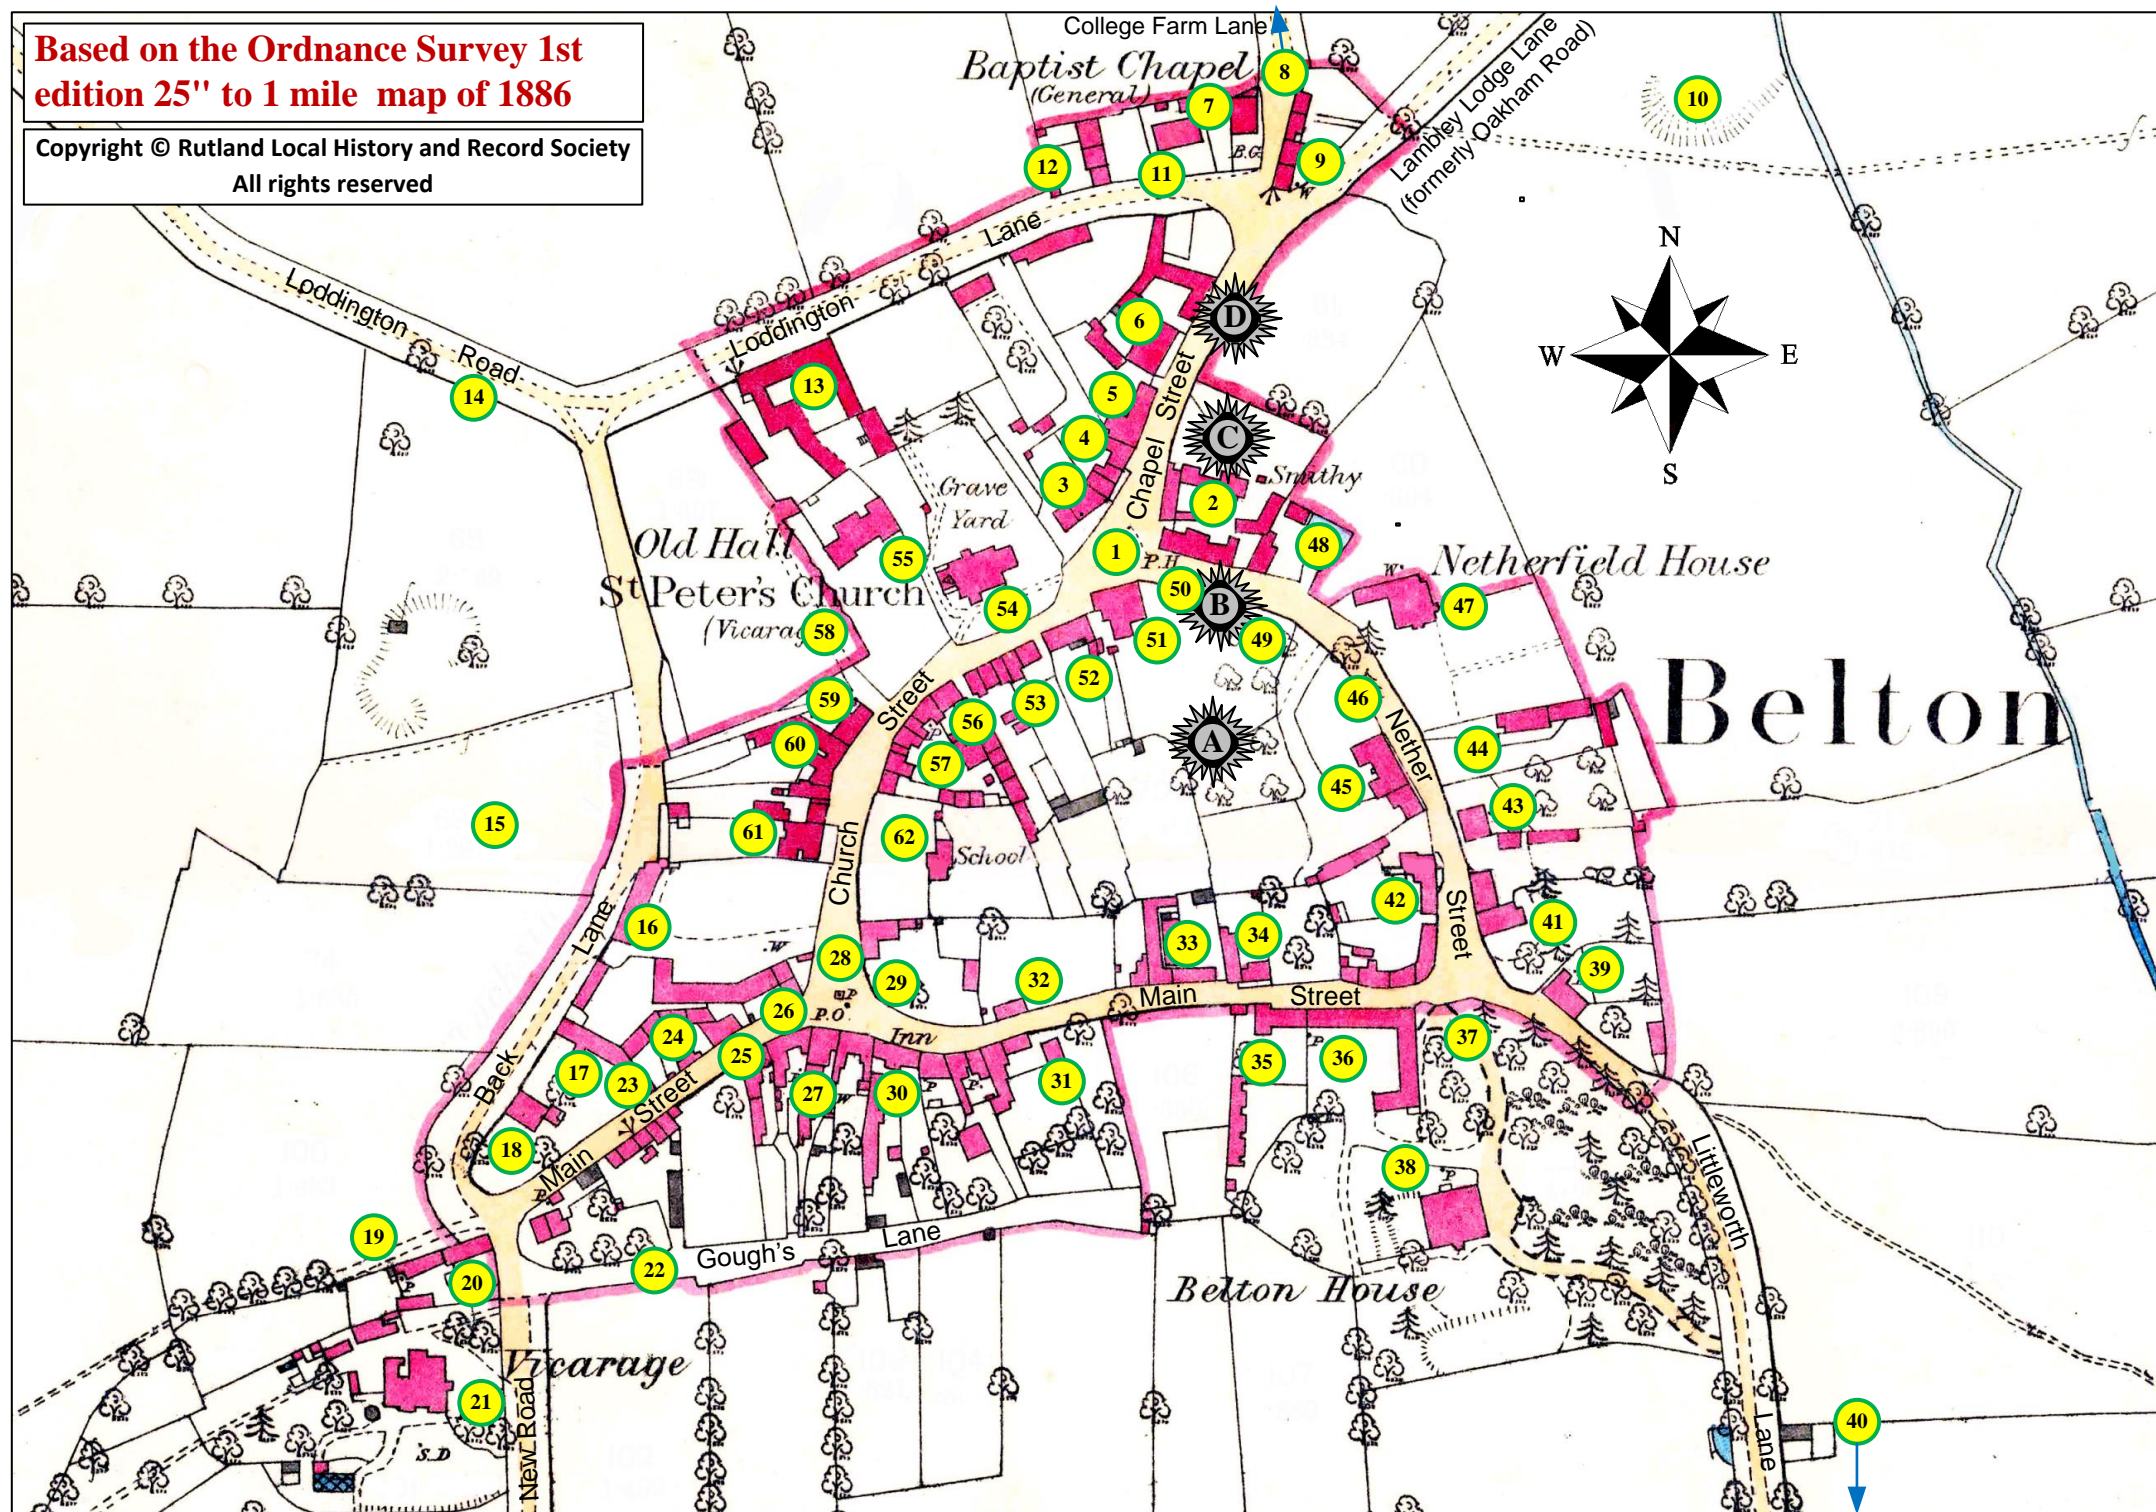 Based on the Ordnance Survey 1st
edition 25" to 1 mile map of 1886
Copyright © Rutland Local History and Record Society
All rights reserved
College Farm Lane
Baptist Chapel
(General)
8
7
B.G.
9
W
12
11
10
Lambley Lodge Lane
(formerly Oakham Road)
N
W
E
S
Loddington
Road
Loddington
Lane
14
13
6
D
5
4
3
Chapel
Street
C
2
Smithy
Grave
Yard
1
P.H
48
Old Hall
55
St Peter's Church
(Vicarag
58
54
50
B
49
51
W
Netherfield House
47
52
53
56
P
57
59
60
Street
46
Nether
A
44
Belton
45
43
15
61
62
School
Church
16
Lane
W
28
29
33
34
42
Street
41
39
32
26
P
P.O.
Inn
Main
Street
24
25
17
23
Street
Back
18
Main
P
P
27
W
30
P
P
31
35
P
36
37
38
P
19
20
P
22
Gough's
Lane
Belton House
Littleworth
Lane
Vicarage
21
New Road
S.D
40